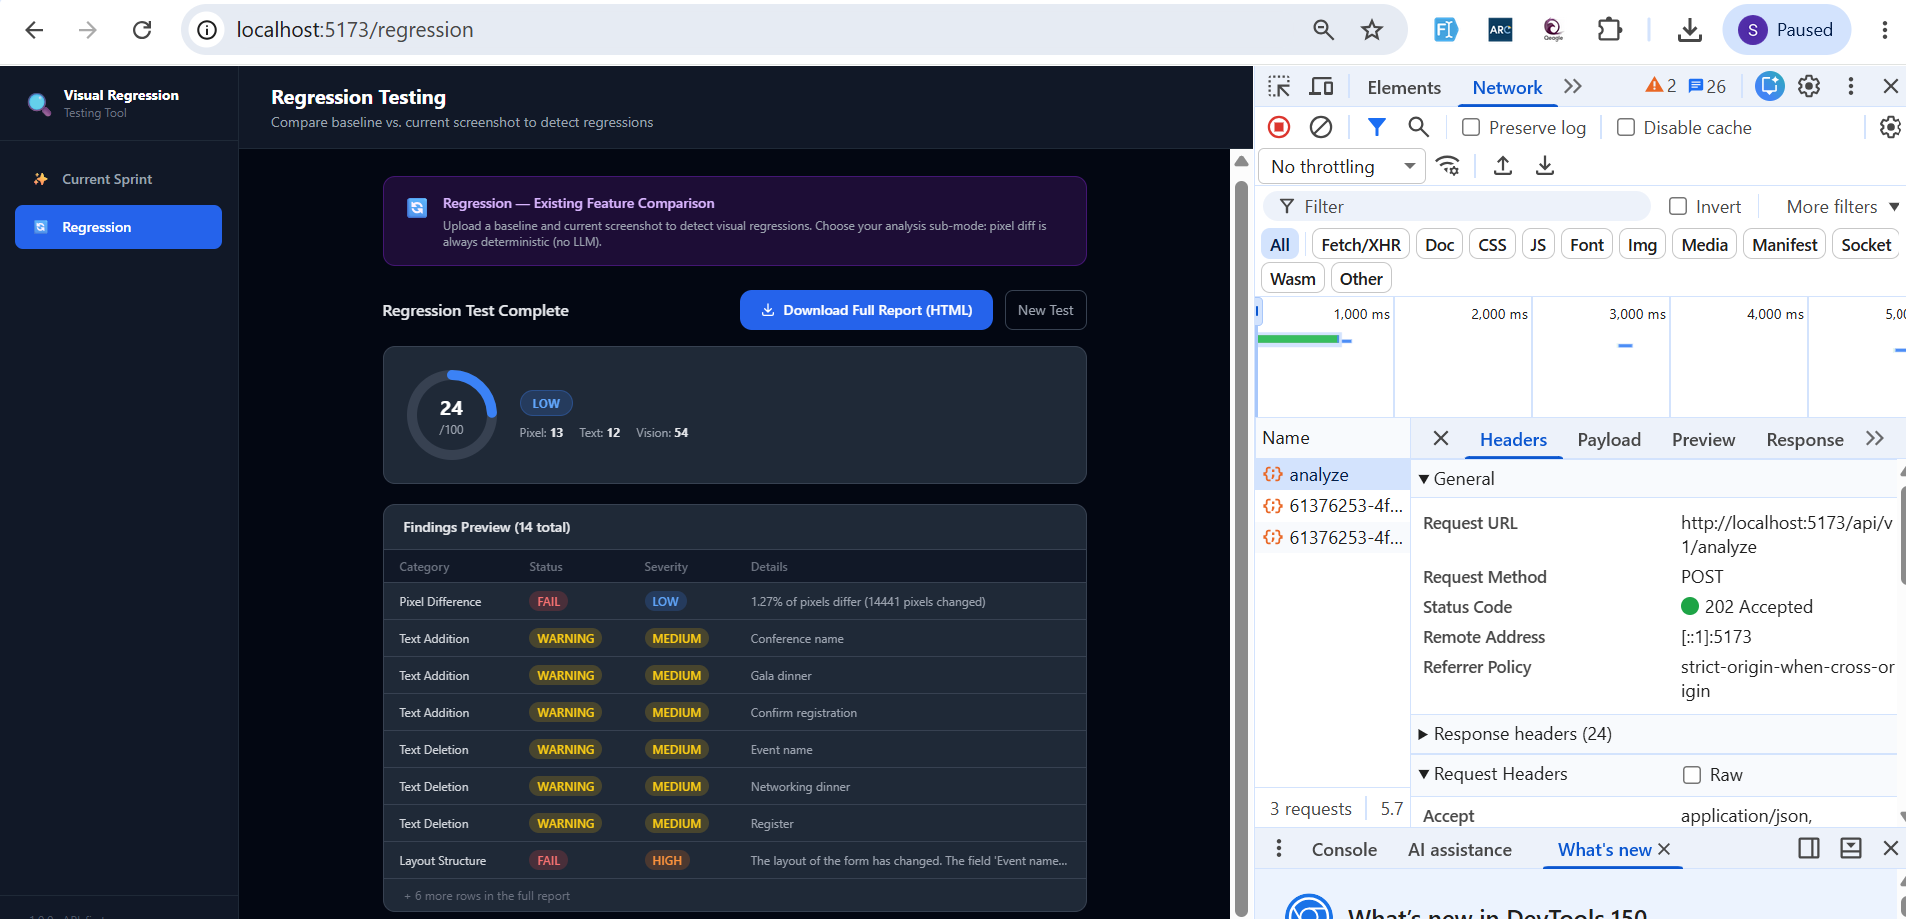 localhost:5173/regression
ARC
Qeagle
S
Paused
Visual Regression
Testing Tool
Current Sprint
Regression
Regression Testing
Compare baseline vs. current screenshot to detect regressions
Regression — Existing Feature Comparison
Upload a baseline and current screenshot to detect visual regressions. Choose your analysis sub-mode: pixel diff is
always deterministic (no LLM).
Regression Test Complete
Download Full Report (HTML)
New Test
24
/100
LOW
Pixel: 13 Text: 12 Vision: 54
Findings Preview (14 total)
Category Status Severity Details
Pixel Difference FAIL LOW 1.27% of pixels differ (14441 pixels changed)
Text Addition WARNING MEDIUM Conference name
Text Addition WARNING MEDIUM Gala dinner
Text Addition WARNING MEDIUM Confirm registration
Text Deletion WARNING MEDIUM Event name
Text Deletion WARNING MEDIUM Networking dinner
Text Deletion WARNING MEDIUM Register
Layout Structure FAIL HIGH The layout of the form has changed. The field 'Event name...
+ 6 more rows in the full report
Elements Network 2 26
Preserve log Disable cache
No throttling
Filter Invert More filters
All Fetch/XHR Doc CSS JS Font Img Media Manifest Socket
Wasm Other
1,000 ms 2,000 ms 3,000 ms 4,000 ms 5,0
Name
analyze
61376253-4f...
61376253-4f...
3 requests 5.7
Headers Payload Preview Response
General
Request URL http://localhost:5173/api/v
1/analyze
Request Method POST
Status Code 202 Accepted
Remote Address [::1]:5173
Referrer Policy strict-origin-when-cross-or
igin
Response headers (24)
Request Headers Raw
Accept application/json,
Console AI assistance What's new
What's new in DevTools 150